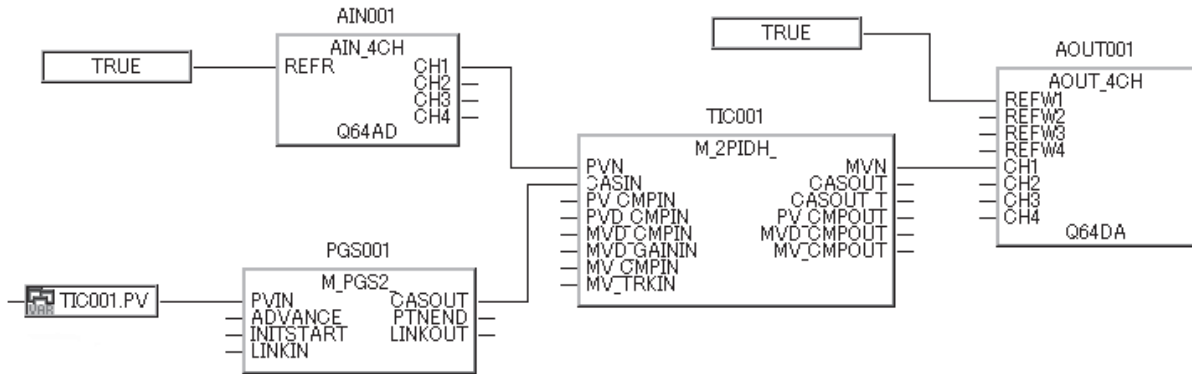 AIN001
TRUE
AIN_4CH
REFR CH1
CH2
CH3
CH4
Q64AD
TRUE
AOUT001
AOUT_4CH
REFW1
REFW2
REFW3
REFW4
CH1
CH2
CH3
CH4
Q64DA
TIC001
M_2PIDH_
PVN MVN
CASIN CASOUT
PV_CMPIN CASOUT_T
PVD_CMPIN PV_CMPOUT
MVD_CMPIN MVD_CMPOUT
MVD_GAININ MV_CMPOUT
MV_CMPIN
MV_TRKIN
PGS001
M_PGS2_
VAR TIC001.PV
PVIN CASOUT
ADVANCE PTNEND
INITSTART LINKOUT
LINKIN